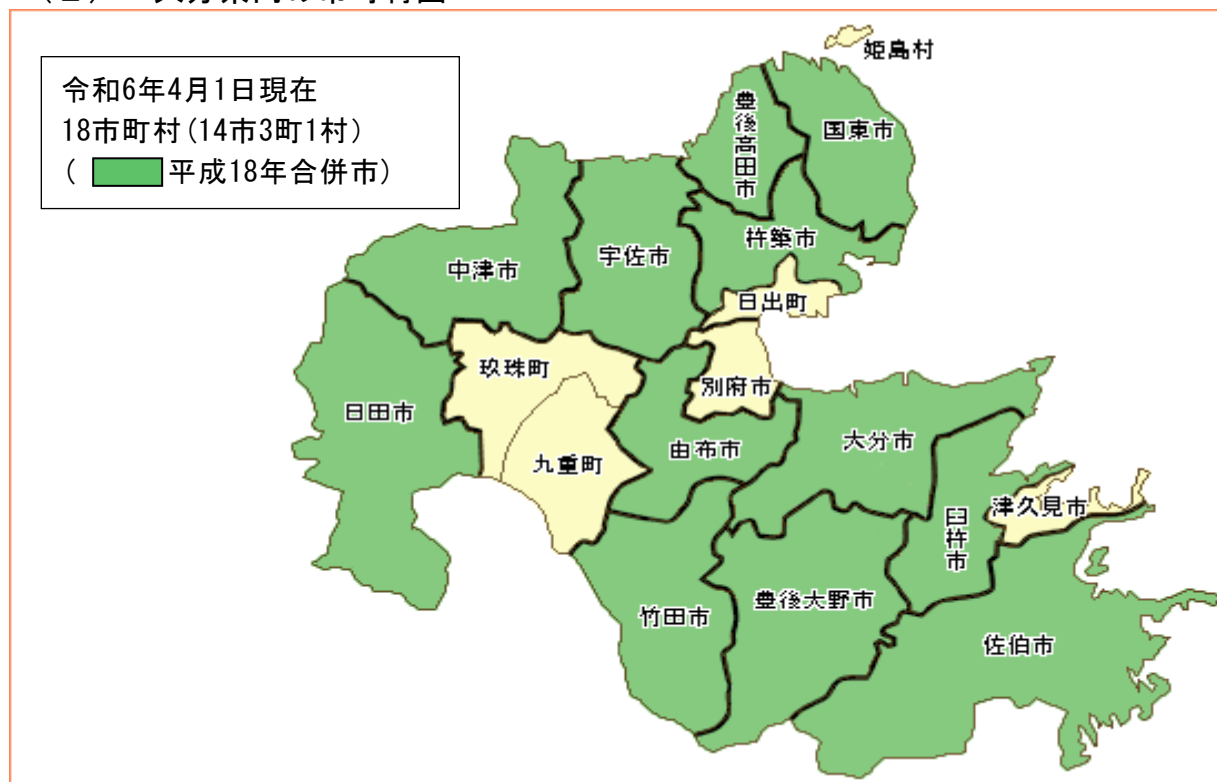 令和6年4月1日現在
18市町村(14市3町1村)
( 平成18年合併市)
姫島村
豊後高田市
国東市
杵築市
宇佐市
中津市
日出町
玖珠町
別府市
日田市
大分市
由布市
九重町
津久見市
臼杵市
豊後大野市
竹田市
佐伯市